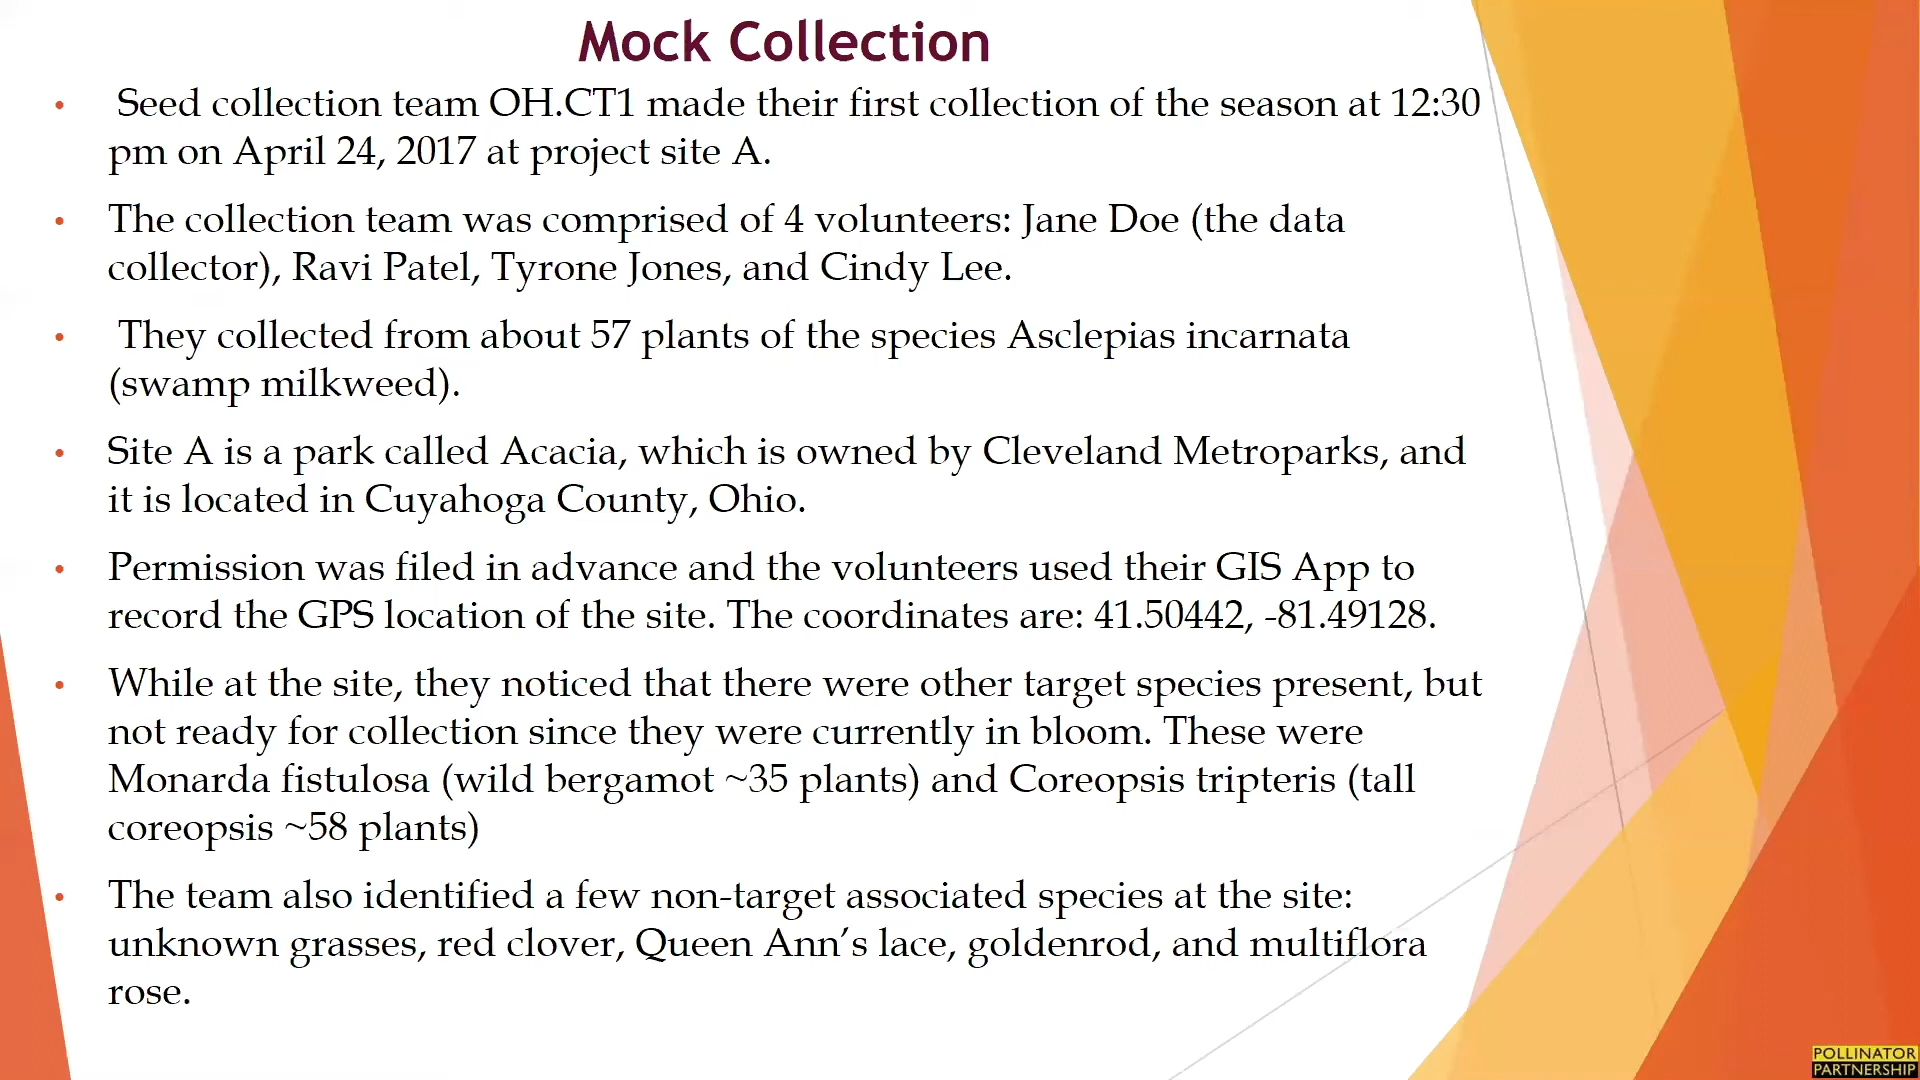 Mock Collection
• Seed collection team OH.CT1 made their first collection of the season at 12:30
pm on April 24, 2017 at project site A.
• The collection team was comprised of 4 volunteers: Jane Doe (the data
collector), Ravi Patel, Tyrone Jones, and Cindy Lee.
• They collected from about 57 plants of the species Asclepias incarnata
(swamp milkweed).
• Site A is a park called Acacia, which is owned by Cleveland Metroparks, and
it is located in Cuyahoga County, Ohio.
• Permission was filed in advance and the volunteers used their GIS App to
record the GPS location of the site. The coordinates are: 41.50442, -81.49128.
• While at the site, they noticed that there were other target species present, but
not ready for collection since they were currently in bloom. These were
Monarda fistulosa (wild bergamot ~35 plants) and Coreopsis tripteris (tall
coreopsis ~58 plants)
• The team also identified a few non-target associated species at the site:
unknown grasses, red clover, Queen Ann’s lace, goldenrod, and multiflora
rose.
POLLINATOR
PARTNERSHIP